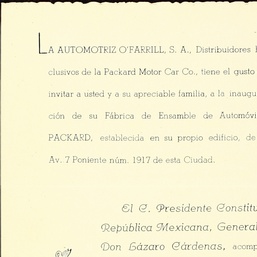 LA AUTOMOTRIZ O'FARRILL, S. A., Distribuidores
clusivos de la Packard Motor Car Co., tiene el gusto
invitar a usted y a su apreciable familia, a la inaugu
ción de su Fábrica de Ensamble de Automóvi
PACKARD, establecida en su propio edificio, de
Av. 7 Poniente núm. 1917 de esta Ciudad.
El C. Presidente Constitu
República Mexicana, General
Don Lázaro Cárdenas, acomp